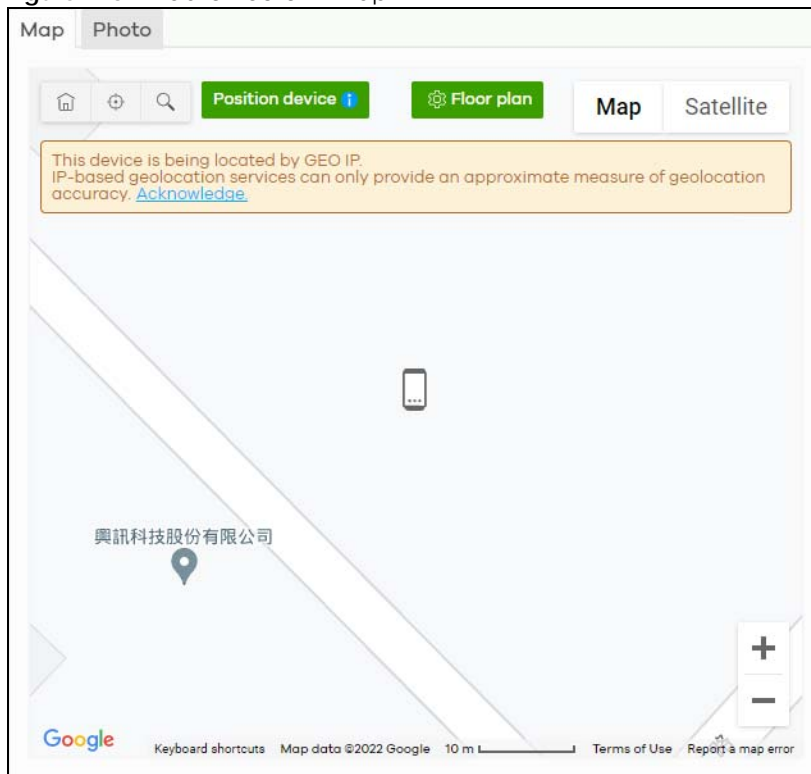 Map Photo
Position device i
Floor plan
Map Satellite
This device is being located by GEO IP.
IP-based geolocation services can only provide an approximate measure of geolocation
accuracy. Acknowledge.
興訊科技股份有限公司
+
−
Google Keyboard shortcuts Map data ©2022 Google 10 m Terms of Use Report a map error